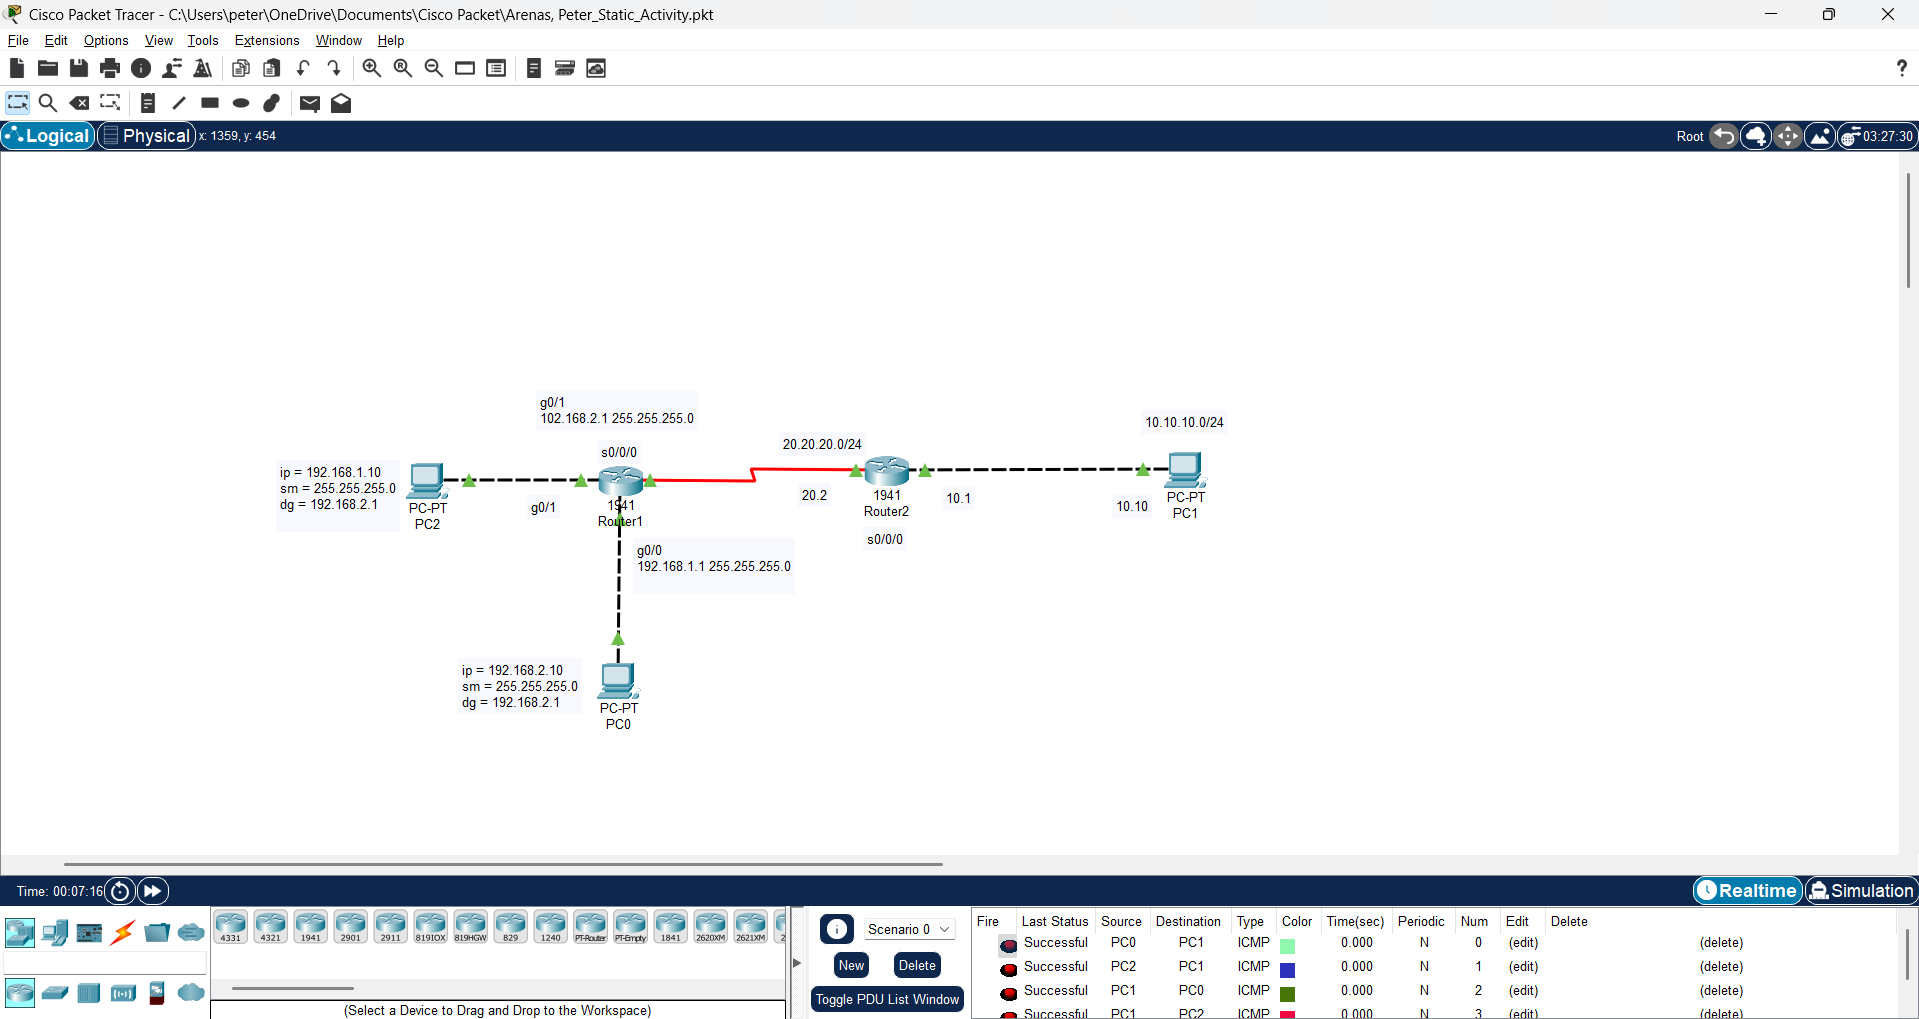 Cisco Packet Tracer - C:\Users\peter\OneDrive\Documents\Cisco Packet\Arenas, Peter_Static_Activity.pkt
File Edit Options View Tools Extensions Window Help
?
Logical Physical x: 1359, y: 454
Root 03:27:30
g0/1
102.168.2.1 255.255.255.0
10.10.10.0/24
20.20.20.0/24
s0/0/0
ip = 192.168.1.10
sm = 255.255.255.0
dg = 192.168.2.1
PC-PT
PC2
g0/1
1941
Router1
20.2
1941
Router2
10.1
10.10
PC-PT
PC1
s0/0/0
g0/0
192.168.1.1 255.255.255.0
ip = 192.168.2.10
sm = 255.255.255.0
dg = 192.168.2.1
PC-PT
PC0
Time: 00:07:16
Realtime Simulation
4331 4321 1941 2901 2911 819IOX 819HGW 829 1240 PT-Router PT-Empty 1841 2620XM 2621XM 2
(Select a Device to Drag and Drop to the Workspace)
Scenario 0
New Delete
Toggle PDU List Window
Fire Last Status Source Destination Type Color Time(sec) Periodic Num Edit Delete
Successful PC0 PC1 ICMP 0.000 N 0 (edit) (delete)
Successful PC2 PC1 ICMP 0.000 N 1 (edit) (delete)
Successful PC1 PC0 ICMP 0.000 N 2 (edit) (delete)
Successful PC1 PC2 ICMP 0.000 N 3 (edit) (delete)